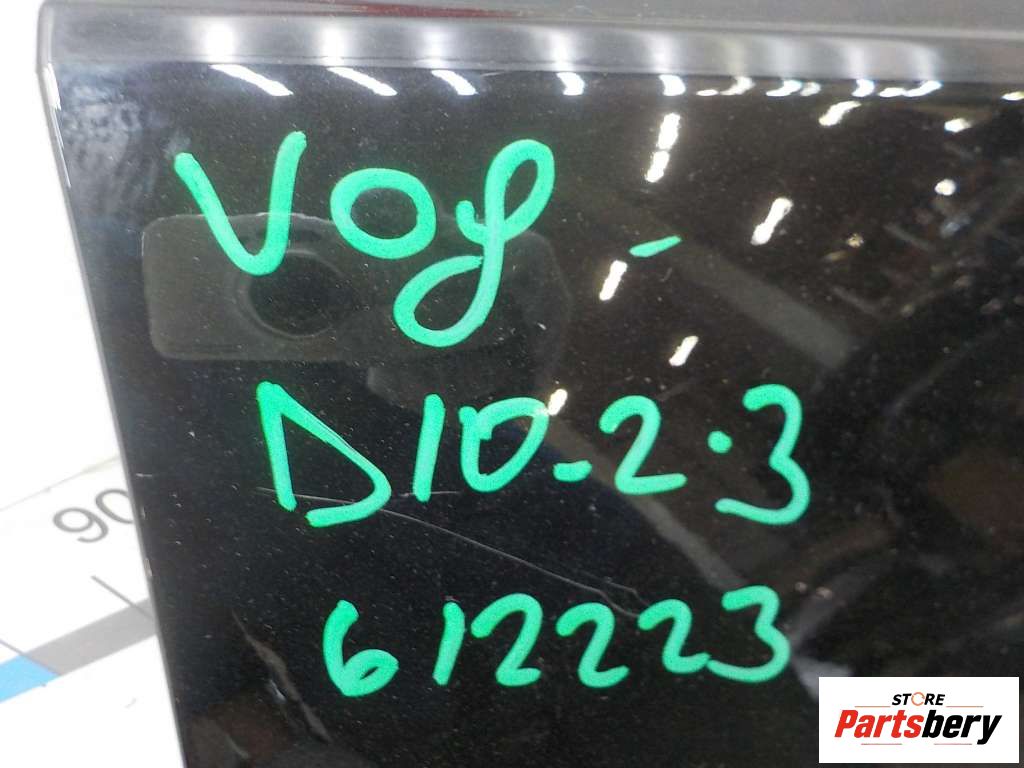 Vog -
D10-2.3
612223
90
STORE
Partsbery